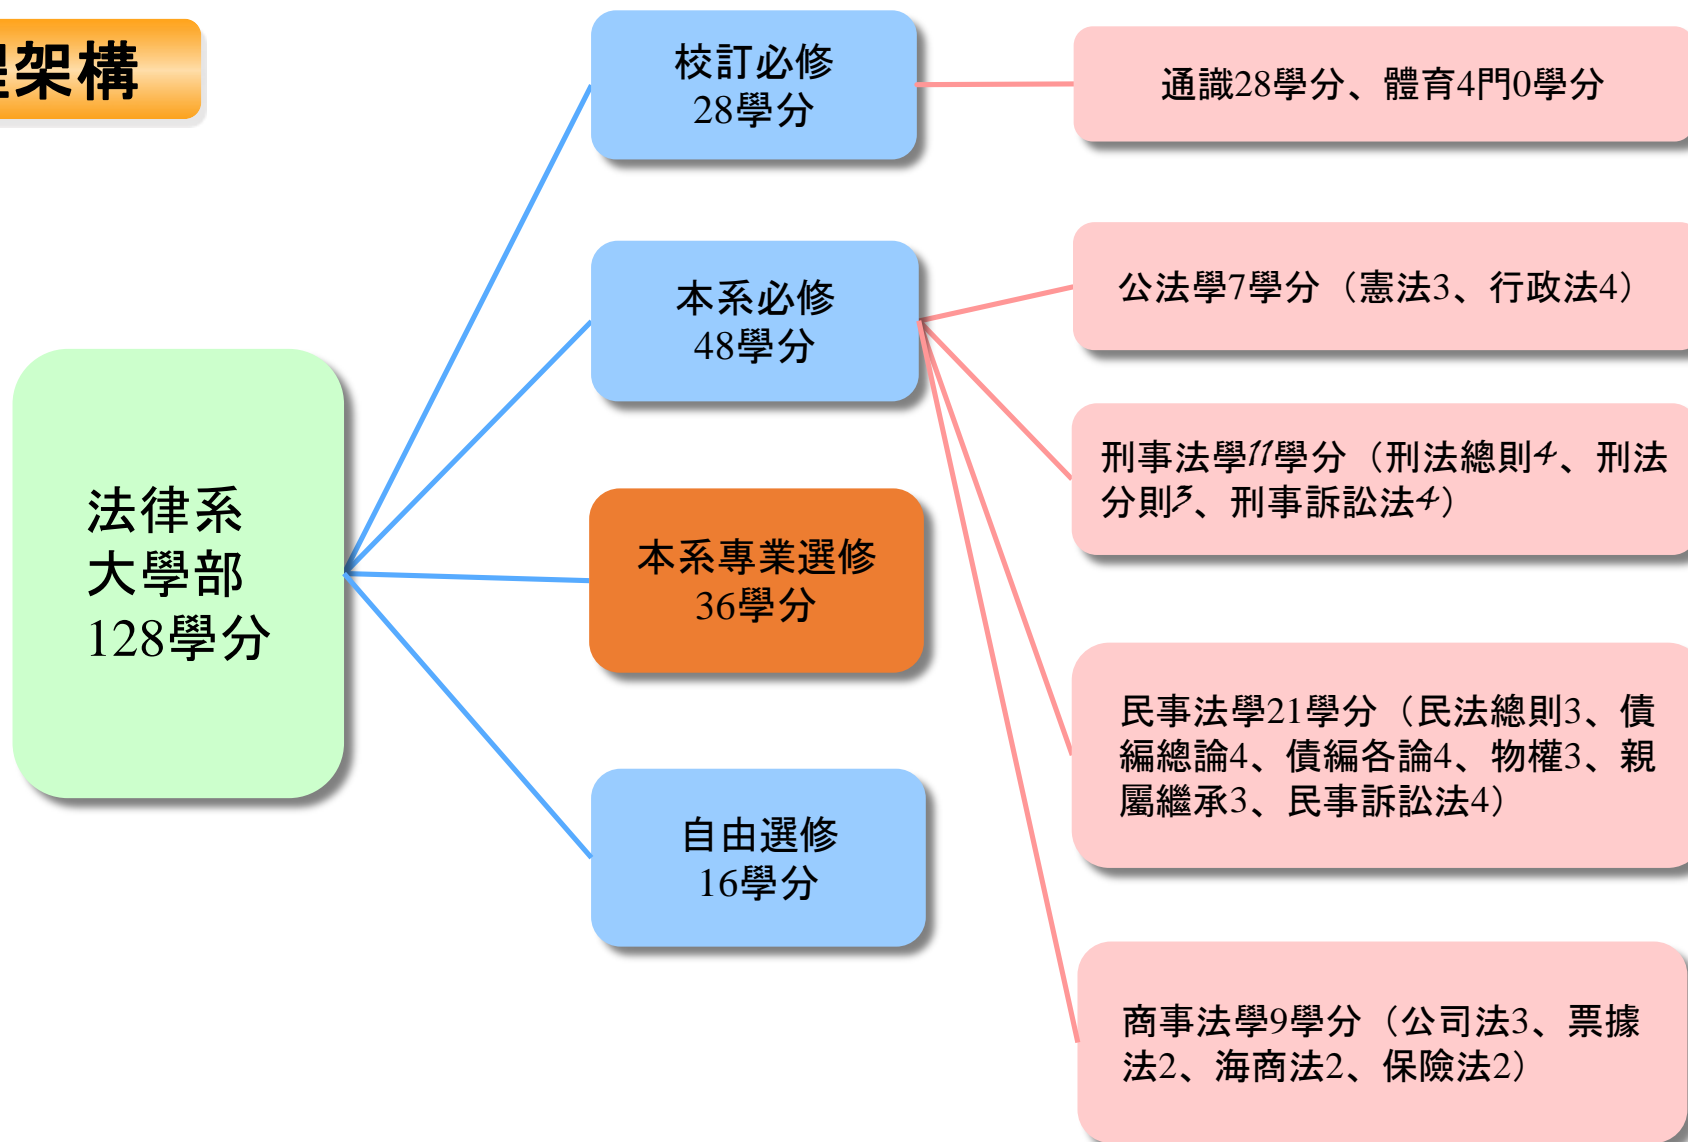 程架構
校訂必修
28學分
通識28學分、體育4門0學分
本系必修
48學分
公法學7學分（憲法3、行政法4）
刑事法學11學分（刑法總則4、刑法
分則3、刑事訴訟法4）
法律系
大學部
128學分
本系專業選修
36學分
民事法學21學分（民法總則3、債
編總論4、債編各論4、物權3、親
屬繼承3、民事訴訟法4）
自由選修
16學分
商事法學9學分（公司法3、票據
法2、海商法2、保險法2）